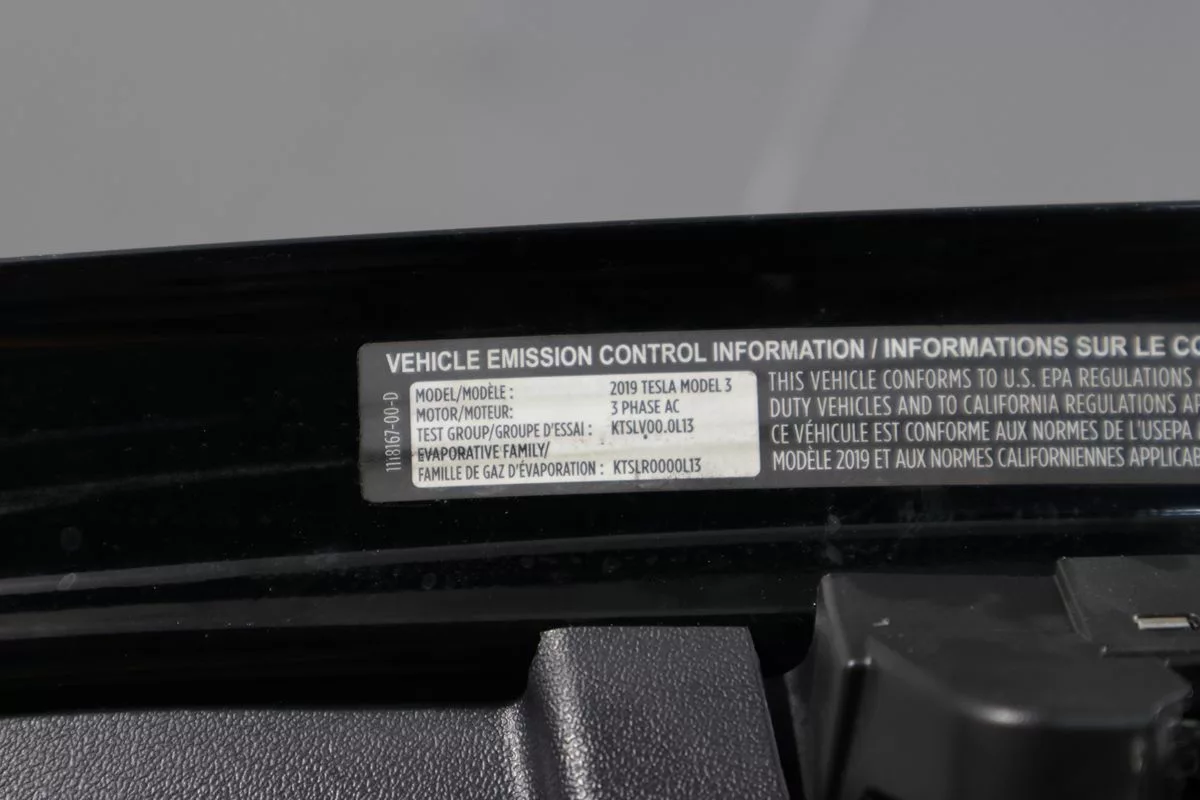 VEHICLE EMISSION CONTROL INFORMATION / INFORMATIONS SUR LE
1118167-00-D
MODEL/MODÈLE : 2019 TESLA MODEL 3
MOTOR/MOTEUR: 3 PHASE AC
TEST GROUP/GROUPE D'ESSAI : KTSLV00.0L13
EVAPORATIVE FAMILY/
FAMILLE DE GAZ D'ÉVAPORATION : KTSLR0000L13
THIS VEHICLE CONFORMS TO U.S. EPA REGULATIONS
DUTY VEHICLES AND TO CALIFORNIA REGULATIONS
CE VÉHICULE EST CONFORME AUX NORMES DE L'USEPA
MODÈLE 2019 ET AUX NORMES CALIFORNIENNES